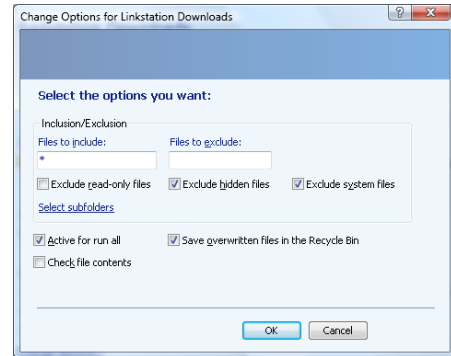 Change Options for Linkstation Downloads
Select the options you want:
Inclusion/Exclusion
Files to include: Files to exclude:
*
Exclude read-only files Exclude hidden files Exclude system files
Select subfolders
Active for run all Save overwritten files in the Recycle Bin
Check file contents
OK Cancel